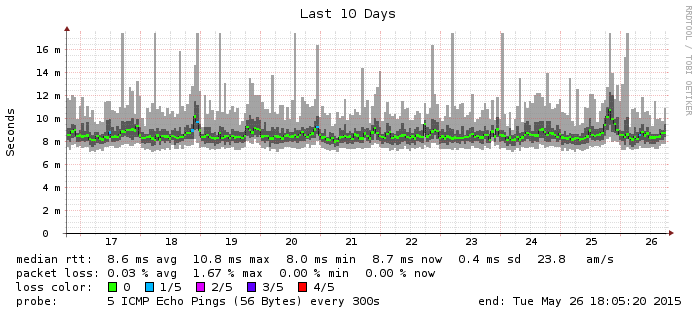 Last 10 Days
RRDTOOL / TOBI OETIKER
Seconds
16 m
14 m
12 m
10 m
8 m
6 m
4 m
2 m
0
17 18 19 20 21 22 23 24 25 26
median rtt: 8.6 ms avg 10.8 ms max 8.0 ms min 8.7 ms now 0.4 ms sd 23.8 am/s
packet loss: 0.03 % avg 1.67 % max 0.00 % min 0.00 % now
loss color: 0 1/5 2/5 3/5 4/5
probe: 5 ICMP Echo Pings (56 Bytes) every 300s end: Tue May 26 18:05:20 2015